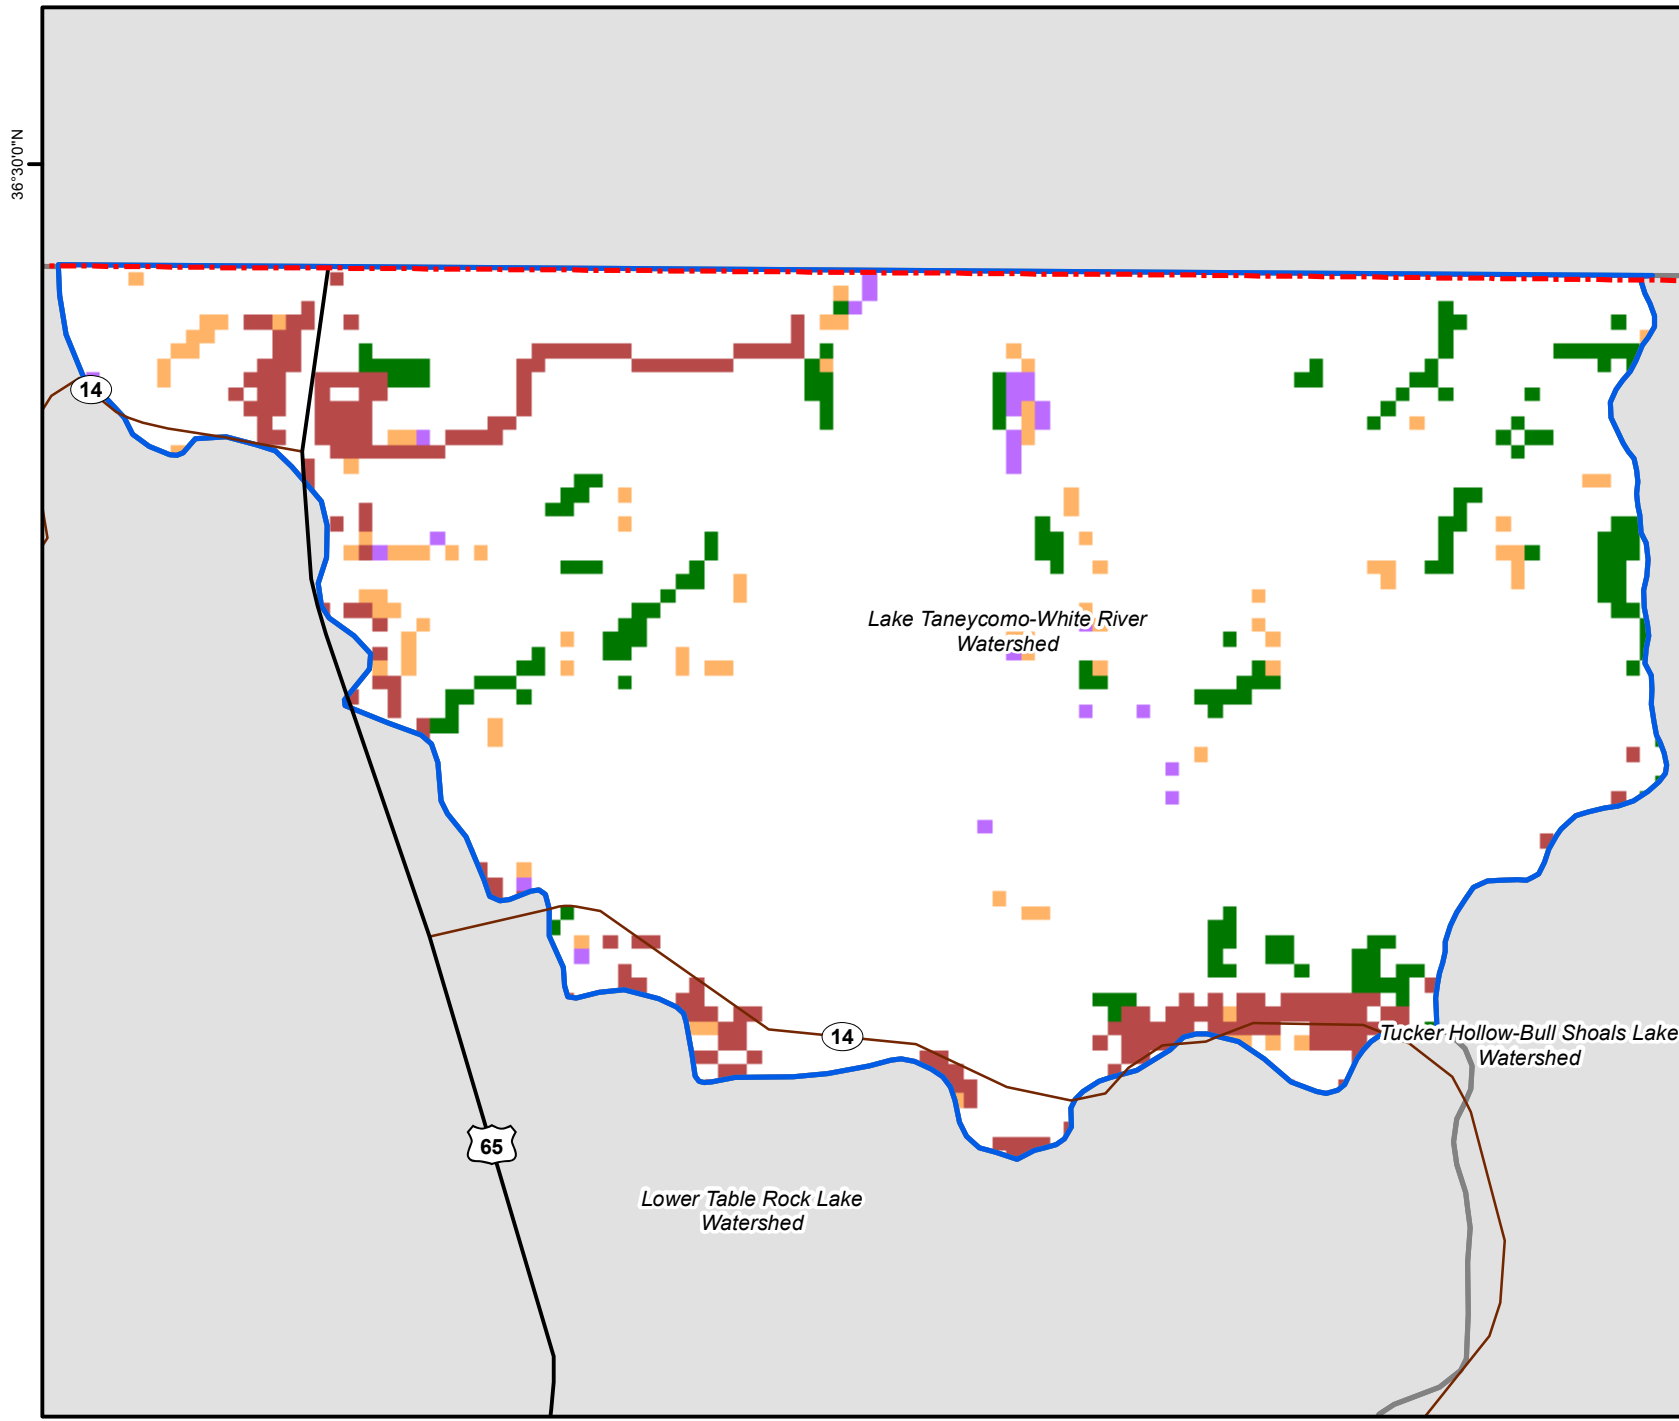 36°30'0"N
14
Lake Taneycomo-White River
Watershed
14
Tucker Hollow-Bull Shoals Lake
Watershed
65
Lower Table Rock Lake
Watershed